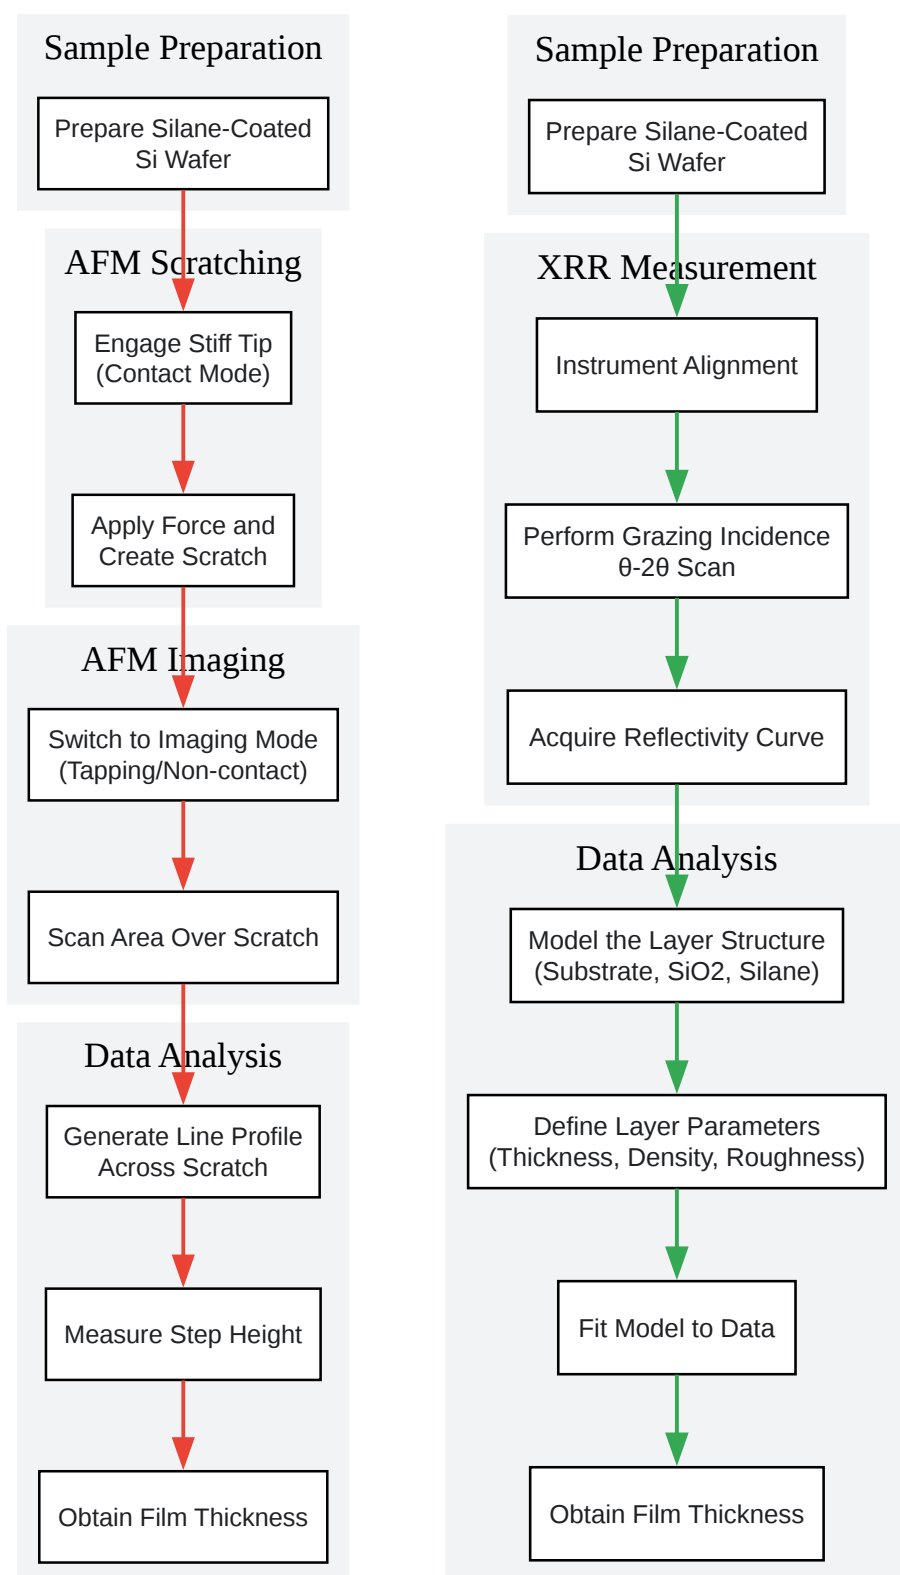 Sample Preparation
Prepare Silane-Coated
Si Wafer
AFM Scratching
Engage Stiff Tip
(Contact Mode)
Apply Force and
Create Scratch
AFM Imaging
Switch to Imaging Mode
(Tapping/Non-contact)
Scan Area Over Scratch
Data Analysis
Generate Line Profile
Across Scratch
Measure Step Height
Obtain Film Thickness
Sample Preparation
Prepare Silane-Coated
Si Wafer
XRR Measurement
Instrument Alignment
Perform Grazing Incidence
θ-2θ Scan
Acquire Reflectivity Curve
Data Analysis
Model the Layer Structure
(Substrate, SiO2, Silane)
Define Layer Parameters
(Thickness, Density, Roughness)
Fit Model to Data
Obtain Film Thickness